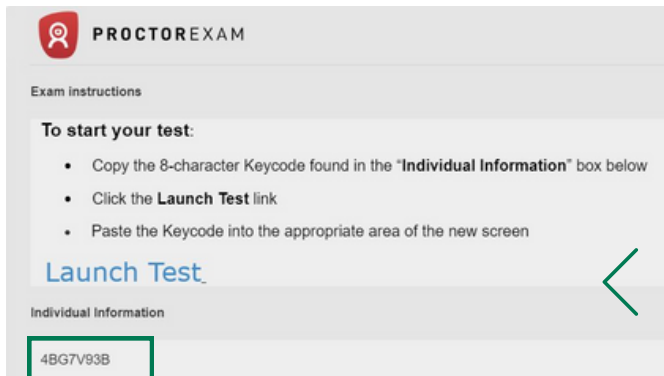 PROCTOREXAM
Exam instructions
To start your test:
• Copy the 8-character Keycode found in the “Individual Information” box below
• Click the Launch Test link
• Paste the Keycode into the appropriate area of the new screen
Launch Test
Individual Information
4BG7V93B